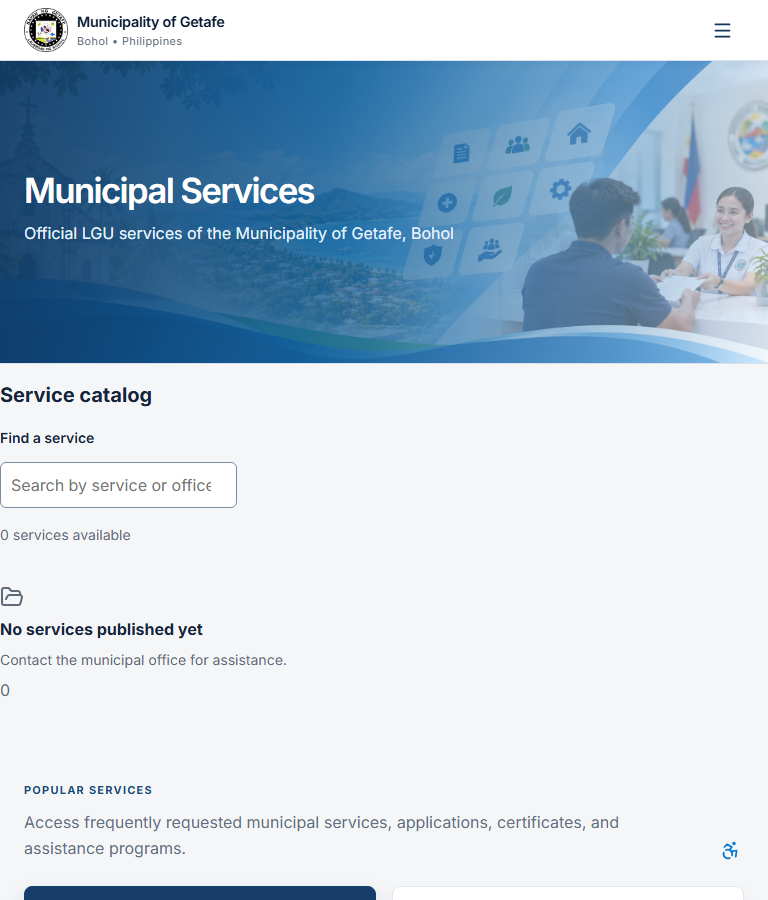 Municipality of Getafe
Bohol • Philippines
Municipal Services
Official LGU services of the Municipality of Getafe, Bohol
Service catalog
Find a service
Search by service or office
0 services available
No services published yet
Contact the municipal office for assistance.
0
POPULAR SERVICES
Access frequently requested municipal services, applications, certificates, and
assistance programs.